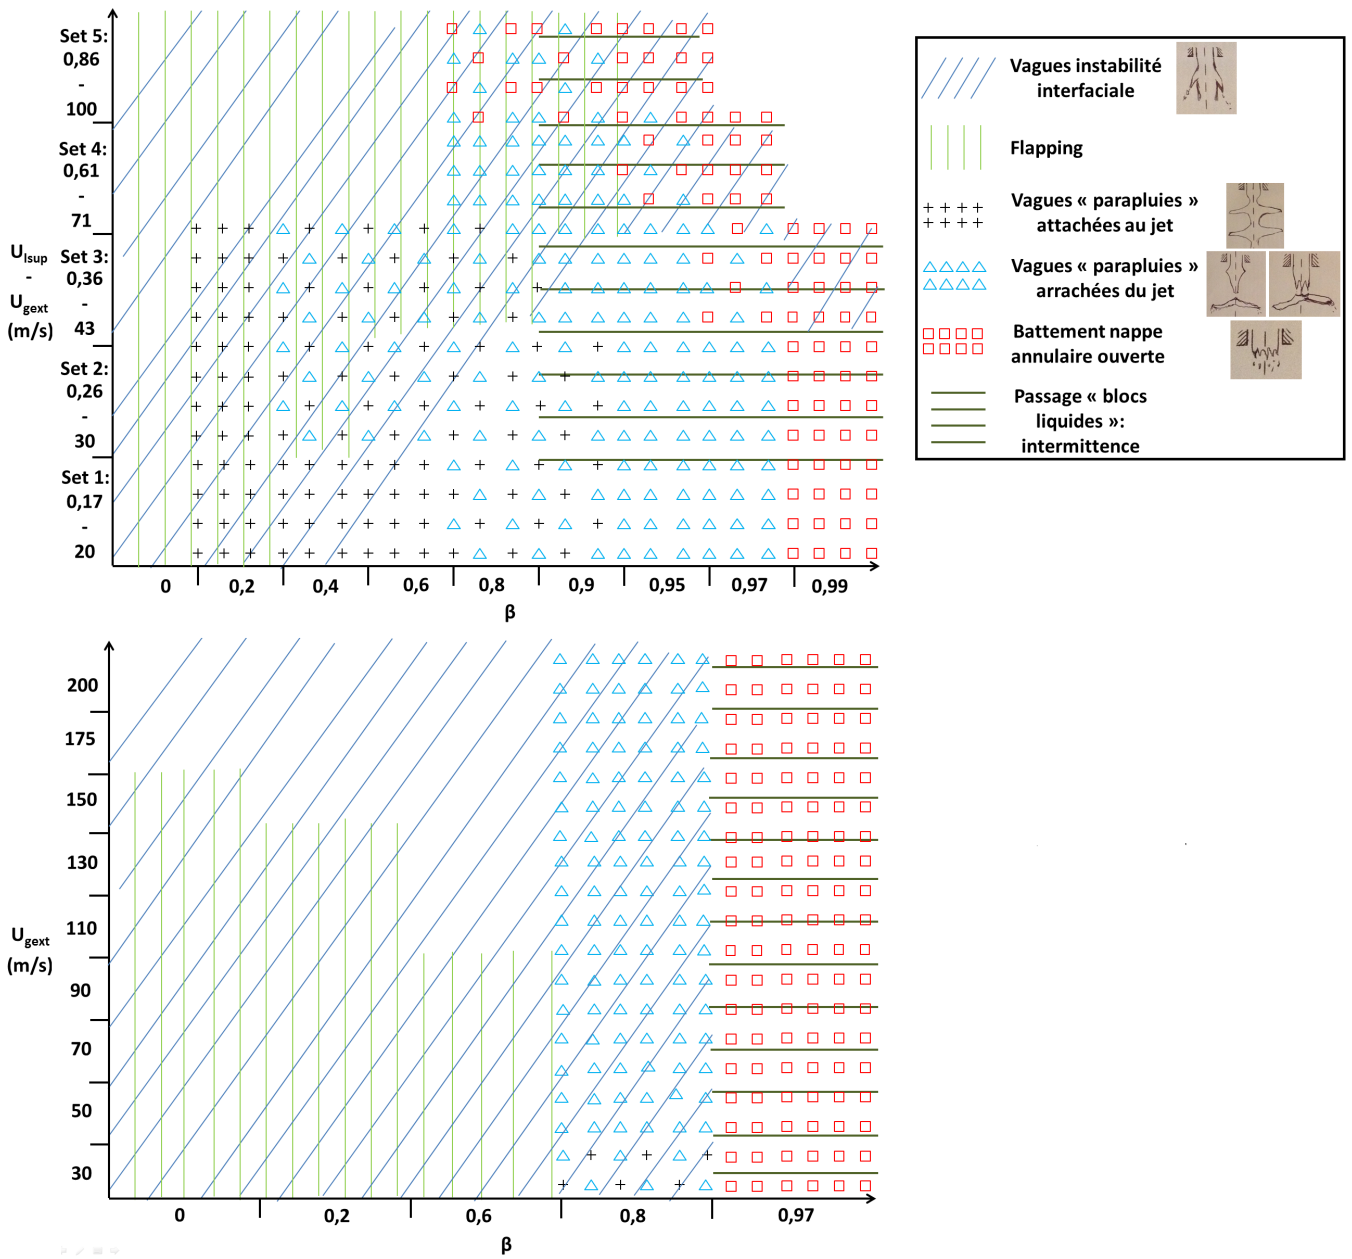 Set 5:
0,86
-
100
Set 4:
0,61
-
71
U_lsup
-
U_gext
(m/s)
Set 3:
0,36
-
43
Set 2:
0,26
-
30
Set 1:
0,17
-
20
0 0,2 0,4 0,6 0,8 0,9 0,95 0,97 0,99
β
Vagues instabilité
interfaciale
Flapping
Vagues « parapluies »
attachées au jet
Vagues « parapluies »
arrachées du jet
Battement nappe
annulaire ouverte
Passage « blocs
liquides »:
intermittence
200
175
150
130
110
U_gext
(m/s)
90
70
50
30
0 0,2 0,6 0,8 0,97
β